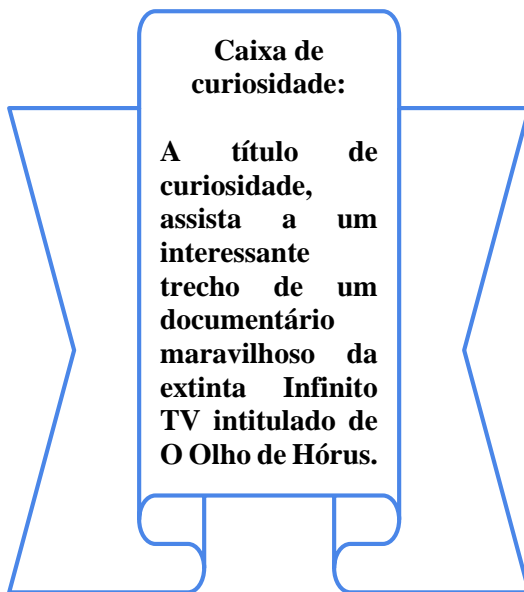 Caixa de
curiosidade:
A título de
curiosidade,
assista a um
interessante
trecho de um
documentário
maravilhoso da
extinta Infinito
TV intitulado de
O Olho de Hórus.